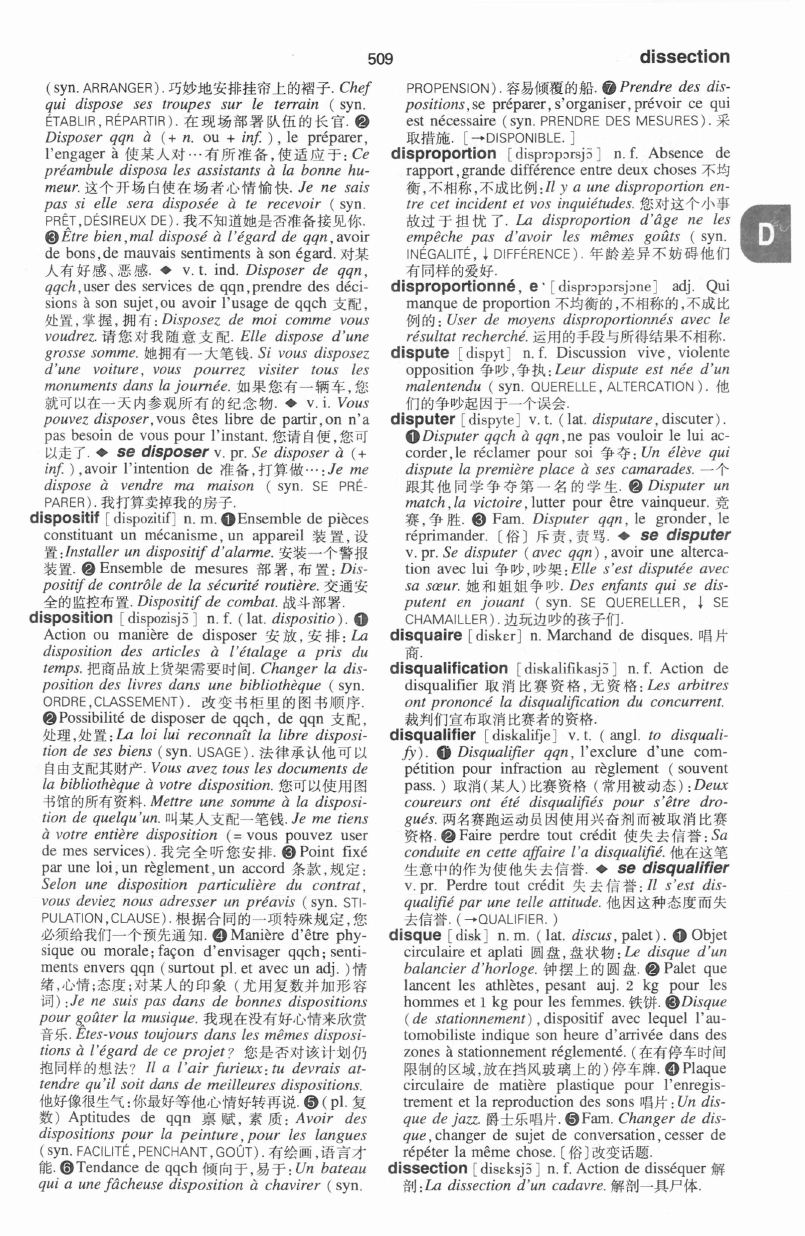 509
dissection
(syn. ARRANGER). 巧妙地安排挂帘上的褶子. Chef
qui dispose ses troupes sur le terrain ( syn.
ÉTABLIR, RÉPARTIR). 在现场部署队伍的长官. ❷
Disposer qqn à (+ n. ou + inf.), le préparer,
l'engager à 使某人对…有所准备,使适应于: Ce
préambule disposa les assistants à la bonne hu-
meur. 这个开场白使在场者心情愉快. Je ne sais
pas si elle sera disposée à te recevoir ( syn.
PRÊT, DÉSIREUX DE). 我不知道她是否准备接见你.
❸Être bien, mal disposé à l'égard de qqn, avoir
de bons, de mauvais sentiments à son égard. 对某
人有好感、恶感. ◆ v. t. ind. Disposer de qqn,
qqch, user des services de qqn, prendre des déci-
sions à son sujet, ou avoir l'usage de qqch 支配,
处置,掌握,拥有: Disposez de moi comme vous
voudrez. 请您对我随意支配. Elle dispose d'une
grosse somme. 她拥有一大笔钱. Si vous disposez
d'une voiture, vous pourrez visiter tous les
monuments dans la journée. 如果您有一辆车,您
就可以在一天内参观所有的纪念物. ◆ v. i. Vous
pouvez disposer, vous êtes libre de partir, on n'a
pas besoin de vous pour l'instant. 您请自便,您可
以走了. ◆ se disposer v. pr. Se disposer à (+
inf.), avoir l'intention de 准备,打算做…: Je me
dispose à vendre ma maison ( syn. SE PRÉ-
PARER). 我打算卖掉我的房子.
dispositif [dispozitif] n. m. ❶Ensemble de pièces
constituant un mécanisme, un appareil 装置,设
置: Installer un dispositif d'alarme. 安装一个警报
装置. ❷ Ensemble de mesures 部署,布置: Dis-
positif de contrôle de la sécurité routière. 交通安
全的监控布置. Dispositif de combat. 战斗部署.
disposition [dispozisjɔ̃] n. f. (lat. dispositio). ❶
Action ou manière de disposer 安放,安排: La
disposition des articles à l'étalage a pris du
temps. 把商品放上货架需要时间. Changer la dis-
position des livres dans une bibliothèque ( syn.
ORDRE, CLASSEMENT). 改变书柜里的图书顺序.
❷Possibilité de disposer de qqch, de qqn 支配,
处理,处置: La loi lui reconnaît la libre disposi-
tion de ses biens (syn. USAGE). 法律承认他可以
自由支配其财产. Vous avez tous les documents de
la bibliothèque à votre disposition. 您可以使用图
书馆的所有资料. Mettre une somme à la disposi-
tion de quelqu'un. 叫某人支配一笔钱. Je me tiens
à votre entière disposition (= vous pouvez user
de mes services). 我完全听您安排. ❸ Point fixé
par une loi, un règlement, un accord 条款,规定:
Selon une disposition particulière du contrat,
vous deviez nous adresser un préavis (syn. STI-
PULATION, CLAUSE). 根据合同的一项特殊规定,您
必须给我们一个预先通知. ❹ Manière d'être phy-
sique ou morale; façon d'envisager qqch; senti-
ments envers qqn (surtout pl. et avec un adj. )情
绪,心情;态度;对某人的印象 (尤用复数并加形容
词): Je ne suis pas dans de bonnes dispositions
pour goûter la musique. 我现在没有好心情来欣赏
音乐. Êtes-vous toujours dans les mêmes disposi-
tions à l'égard de ce projet? 您是否对该计划仍
抱同样的想法? Il a l'air furieux: tu devrais at-
tendre qu'il soit dans de meilleures dispositions.
他好像很生气:你最好等他心情好转再说. ❺(pl. 复
数) Aptitudes de qqn 禀赋,素质: Avoir des
dispositions pour la peinture, pour les langues
(syn. FACILITÉ, PENCHANT, GOÛT). 有绘画,语言才
能. ❻Tendance de qqch 倾向于,易于: Un bateau
qui a une fâcheuse disposition à chavirer (syn.
PROPENSION). 容易倾覆的船. ❼ Prendre des dis-
positions, se préparer, s'organiser, prévoir ce qui
est nécessaire (syn. PRENDRE DES MESURES). 采
取措施. [→DISPONIBLE. ]
disproportion [disprɔpɔrsjɔ̃] n. f. Absence de
rapport, grande différence entre deux choses 不均
衡,不相称,不成比例: Il y a une disproportion en-
tre cet incident et vos inquiétudes. 您对这个小事
故过于担忧了. La disproportion d'âge ne les
empêche pas d'avoir les mêmes goûts ( syn.
INÉGALITÉ, ↓ DIFFÉRENCE). 年龄差异不妨碍他们
有同样的爱好.
D
disproportionné, e [disprɔpɔrsjɔne] adj. Qui
manque de proportion 不均衡的,不相称的,不成比
例的: User de moyens disproportionnés avec le
résultat recherché. 运用的手段与所得结果不相称.
dispute [dispyt] n. f. Discussion vive, violente
opposition 争吵,争执: Leur dispute est née d'un
malentendu ( syn. QUERELLE, ALTERCATION). 他
们的争吵起因于一个误会.
disputer [dispyte] v. t. (lat. disputare, discuter).
❶Disputer qqch à qqn, ne pas vouloir le lui ac-
corder, le réclamer pour soi 争夺: Un élève qui
dispute la première place à ses camarades. 一个
跟其他同学争夺第一名的学生. ❷ Disputer un
match, la victoire, lutter pour être vainqueur. 竞
赛,争胜. ❸ Fam. Disputer qqn, le gronder, le
réprimander. [俗] 斥责,责骂. ◆ se disputer
v. pr. Se disputer (avec qqn), avoir une alterca-
tion avec lui 争吵,吵架: Elle s'est disputée avec
sa sœur. 她和姐姐争吵. Des enfants qui se dis-
putent en jouant ( syn. SE QUERELLER, ↓ SE
CHAMAILLER). 边玩边吵的孩子们.
disquaire [diskɛr] n. Marchand de disques. 唱片
商.
disqualification [diskalifikasjɔ̃] n. f. Action de
disqualifier 取消比赛资格,无资格: Les arbitres
ont prononcé la disqualification du concurrent.
裁判们宣布取消比赛者的资格.
disqualifier [diskalifje] v. t. ( angl. to disquali-
fy). ❶ Disqualifier qqn, l'exclure d'une com-
pétition pour infraction au règlement ( souvent
pass. ) 取消(某人)比赛资格 (常用被动态): Deux
coureurs ont été disqualifiés pour s'être dro-
gués. 两名赛跑运动员因使用兴奋剂而被取消比赛
资格. ❷ Faire perdre tout crédit 使失去信誉: Sa
conduite en cette affaire l'a disqualifié. 他在这笔
生意中的作为使他失去信誉. ◆ se disqualifier
v. pr. Perdre tout crédit 失去信誉: Il s'est dis-
qualifié par une telle attitude. 他因这种态度而失
去信誉. (→QUALIFIER. )
disque [disk] n. m. ( lat. discus, palet). ❶ Objet
circulaire et aplati 圆盘,盘状物: Le disque d'un
balancier d'horloge. 钟摆上的圆盘. ❷ Palet que
lancent les athlètes, pesant auj. 2 kg pour les
hommes et 1 kg pour les femmes. 铁饼. ❸Disque
(de stationnement), dispositif avec lequel l'au-
tomobiliste indique son heure d'arrivée dans des
zones à stationnement réglementé. (在有停车时间
限制的区域,放在挡风玻璃上的)停车牌. ❹ Plaque
circulaire de matière plastique pour l'enregis-
trement et la reproduction des sons 唱片: Un dis-
que de jazz. 爵士乐唱片. ❺Fam. Changer de dis-
que, changer de sujet de conversation, cesser de
répéter la même chose. [俗]改变话题.
dissection [disɛksjɔ̃] n. f. Action de disséquer 解
剖: La dissection d'un cadavre. 解剖一具尸体.